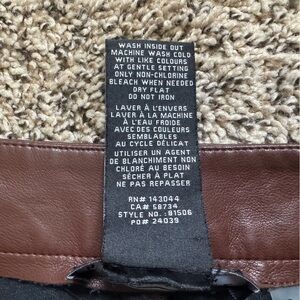 WASH INSIDE OUT
MACHINE WASH COLD
WITH LIKE COLOURS
AT GENTLE SETTING
ONLY NON-CHLORINE
BLEACH WHEN NEEDED
DRY FLAT
DO NOT IRON
LAVER À L'ENVERS
LAVER À LA MACHINE
À L'EAU FROIDE
AVEC DES COULEURS
SEMBLABLES
AU CYCLE DÉLICAT
UTILISER UN AGENT
DE BLANCHIMENT NON
CHLORÉ AU BESOIN
SÉCHER À PLAT
NE PAS REPASSER
RN# 143044
CA# 58734
STYLE NO.:81506
PO# 24039